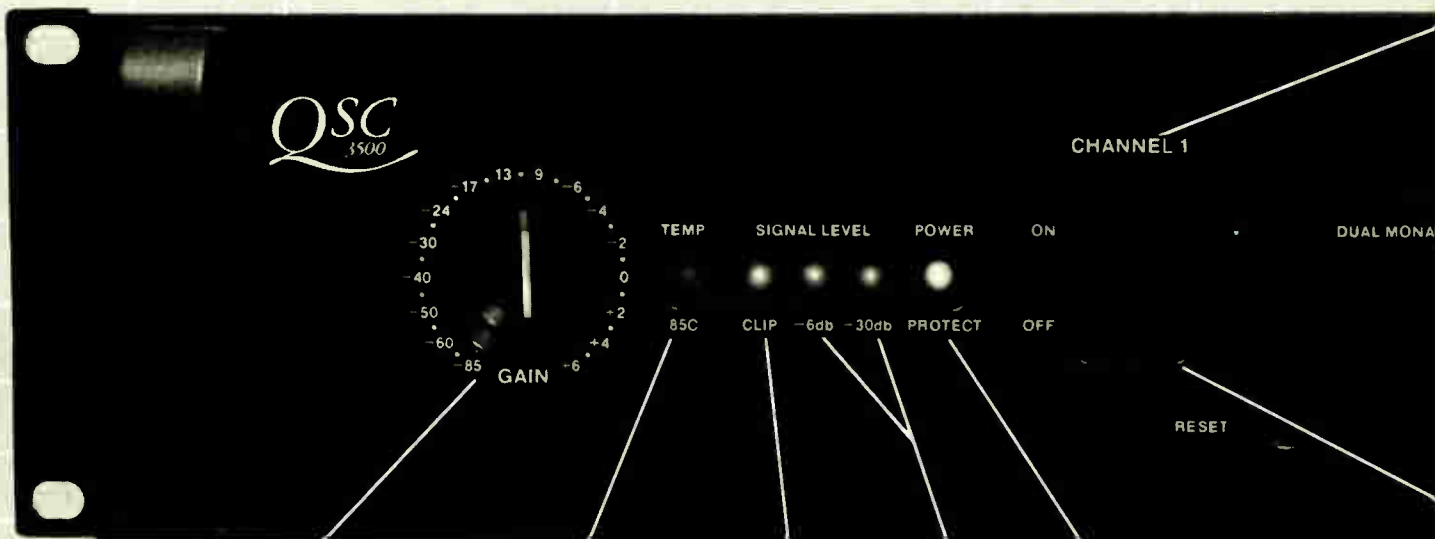 QSC
3500
CHANNEL 1
-17 13 9 -6
-24 -4
-30 -2
-40 0
-50 +2
-60 +4
-85 +6
GAIN
TEMP SIGNAL LEVEL POWER ON DUAL MONA
85C CLIP -6db -30db PROTECT OFF
RESET